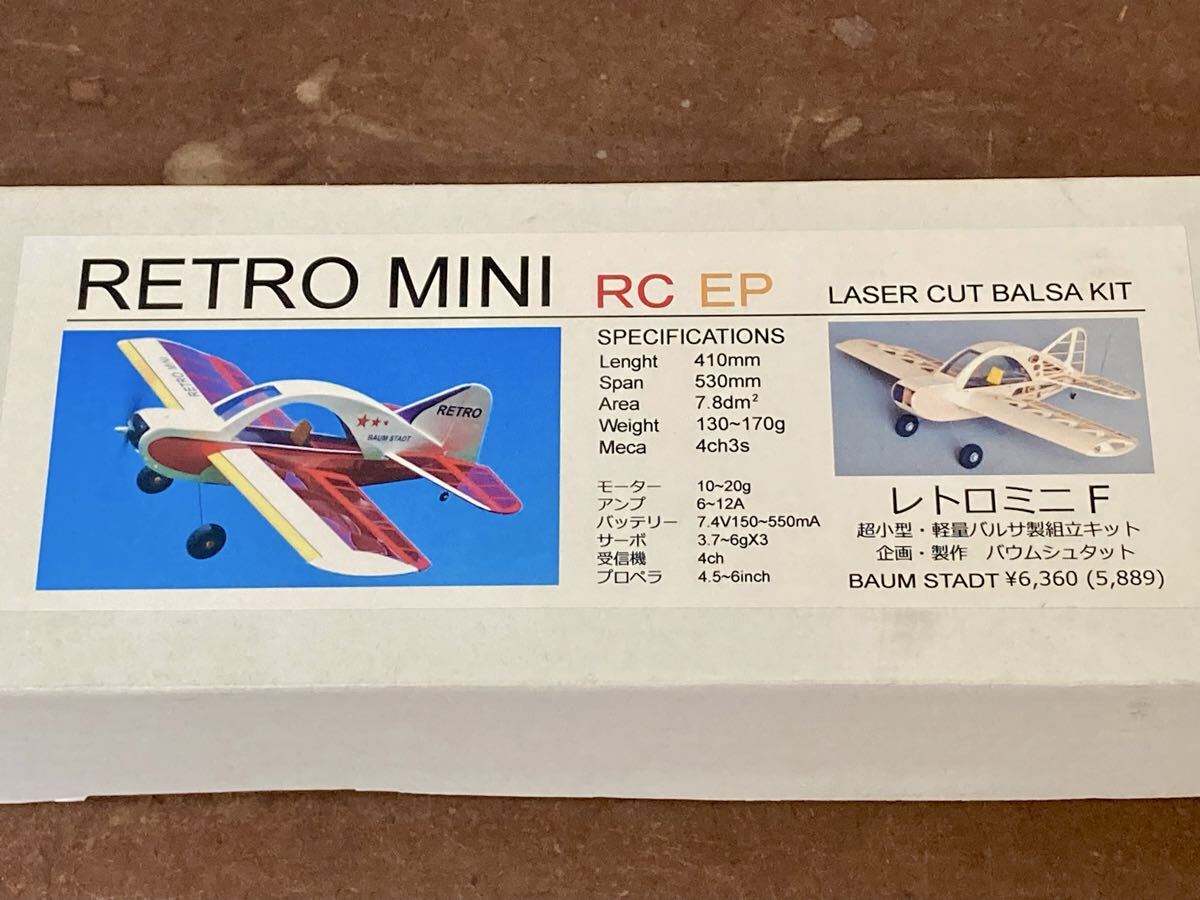 RETRO MINI RC EP LASER CUT BALSA KIT
RETRO MINI
RETRO
BAUM STADT
SPECIFICATIONS
Lenght 410mm
Span 530mm
Area 7.8dm²
Weight 130~170g
Meca 4ch3s
モーター 10~20g
アンプ 6~12A
バッテリー 7.4V150~550mA
サーボ 3.7~6gX3
受信機 4ch
プロペラ 4.5~6inch
レトロミニ F
超小型・軽量バルサ製組立キット
企画・製作 バウムシュタット
BAUM STADT ¥6,360 (5,889)